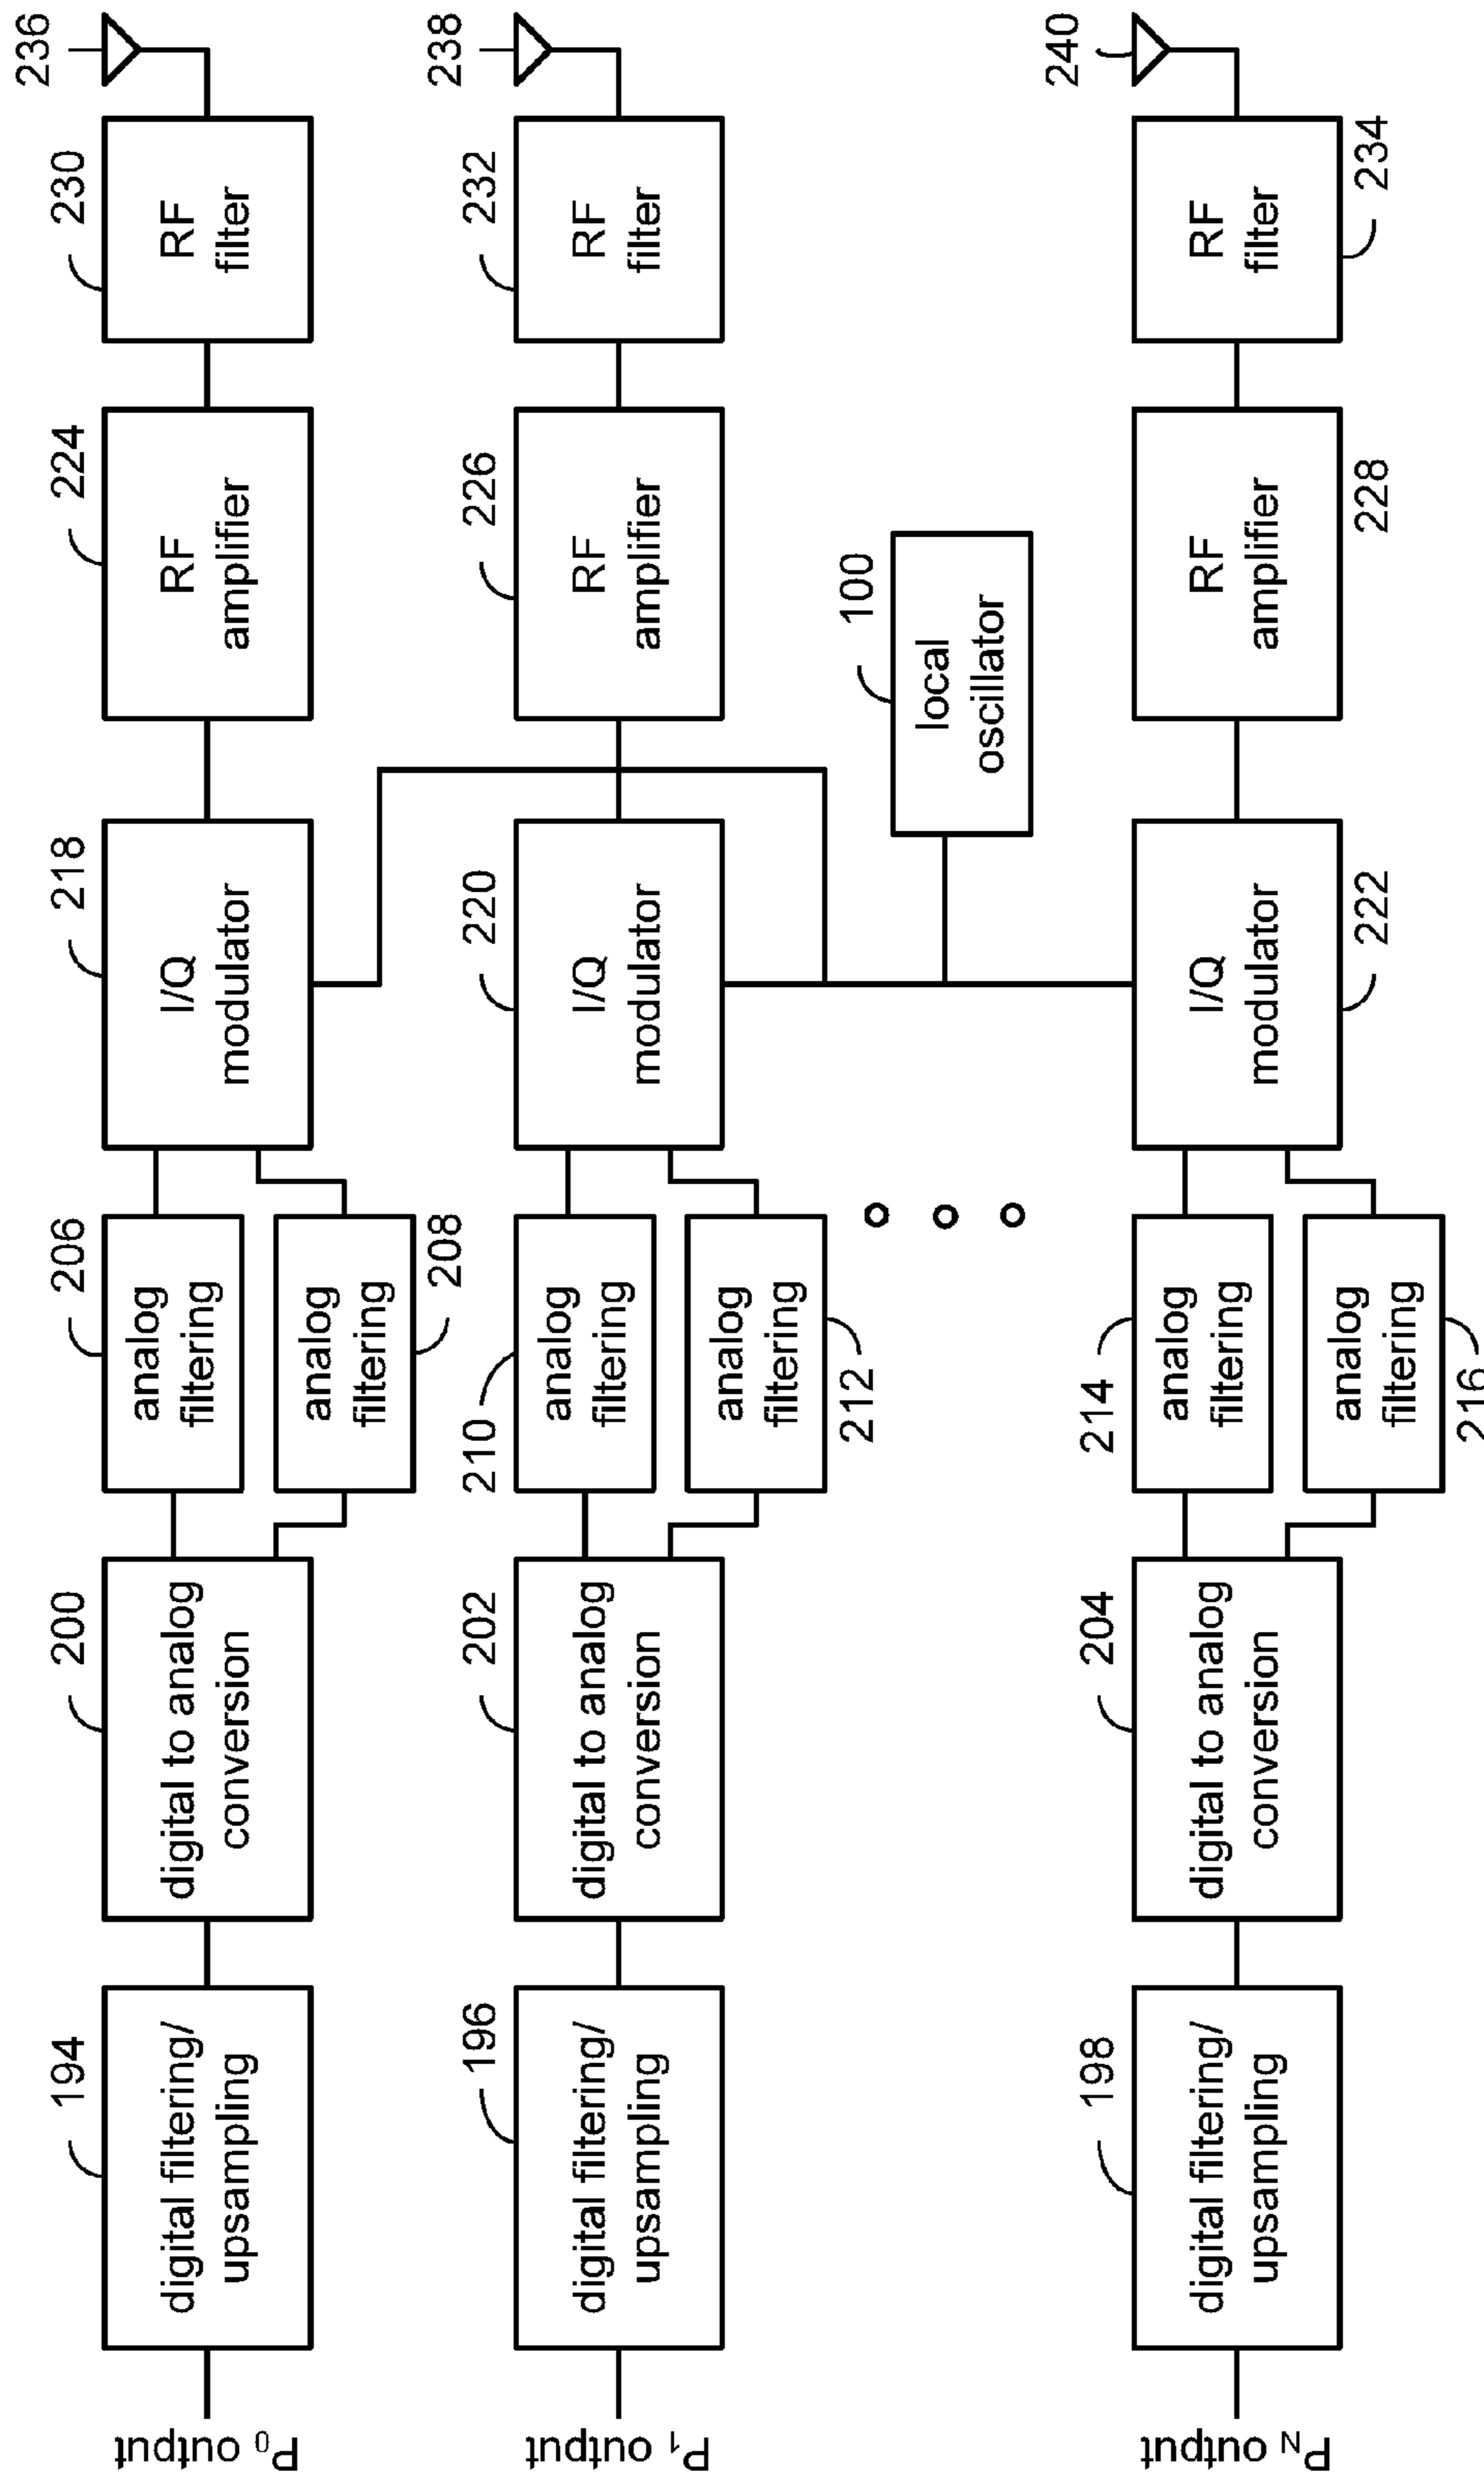 P0 output
194
digital filtering/
upsampling
200
digital to analog
conversion
206
analog
filtering
analog
filtering
208
218
I/Q
modulator
224
RF
amplifier
230
RF
filter
236
P1 output
196
digital filtering/
upsampling
202
digital to analog
conversion
210
analog
filtering
analog
filtering
212
220
I/Q
modulator
226
RF
amplifier
232
RF
filter
238
100
local
oscillator
PN output
198
digital filtering/
upsampling
204
digital to analog
conversion
214
analog
filtering
analog
filtering
216
I/Q
modulator
222
RF
amplifier
228
RF
filter
234
240